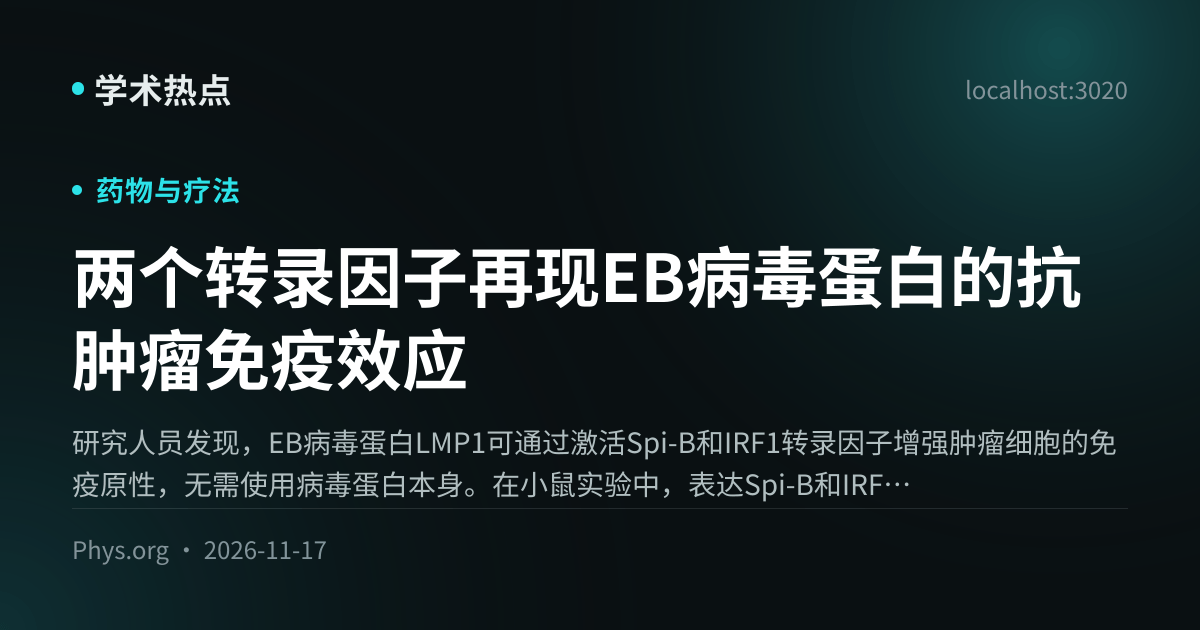 学术热点
localhost:3020
药物与疗法
两个转录因子再现EB病毒蛋白的抗
肿瘤免疫效应
研究人员发现，EB病毒蛋白LMP1可通过激活Spi-B和IRF1转录因子增强肿瘤细胞的免
疫原性，无需使用病毒蛋白本身。在小鼠实验中，表达Spi-B和IRF…
Phys.org • 2026-11-17